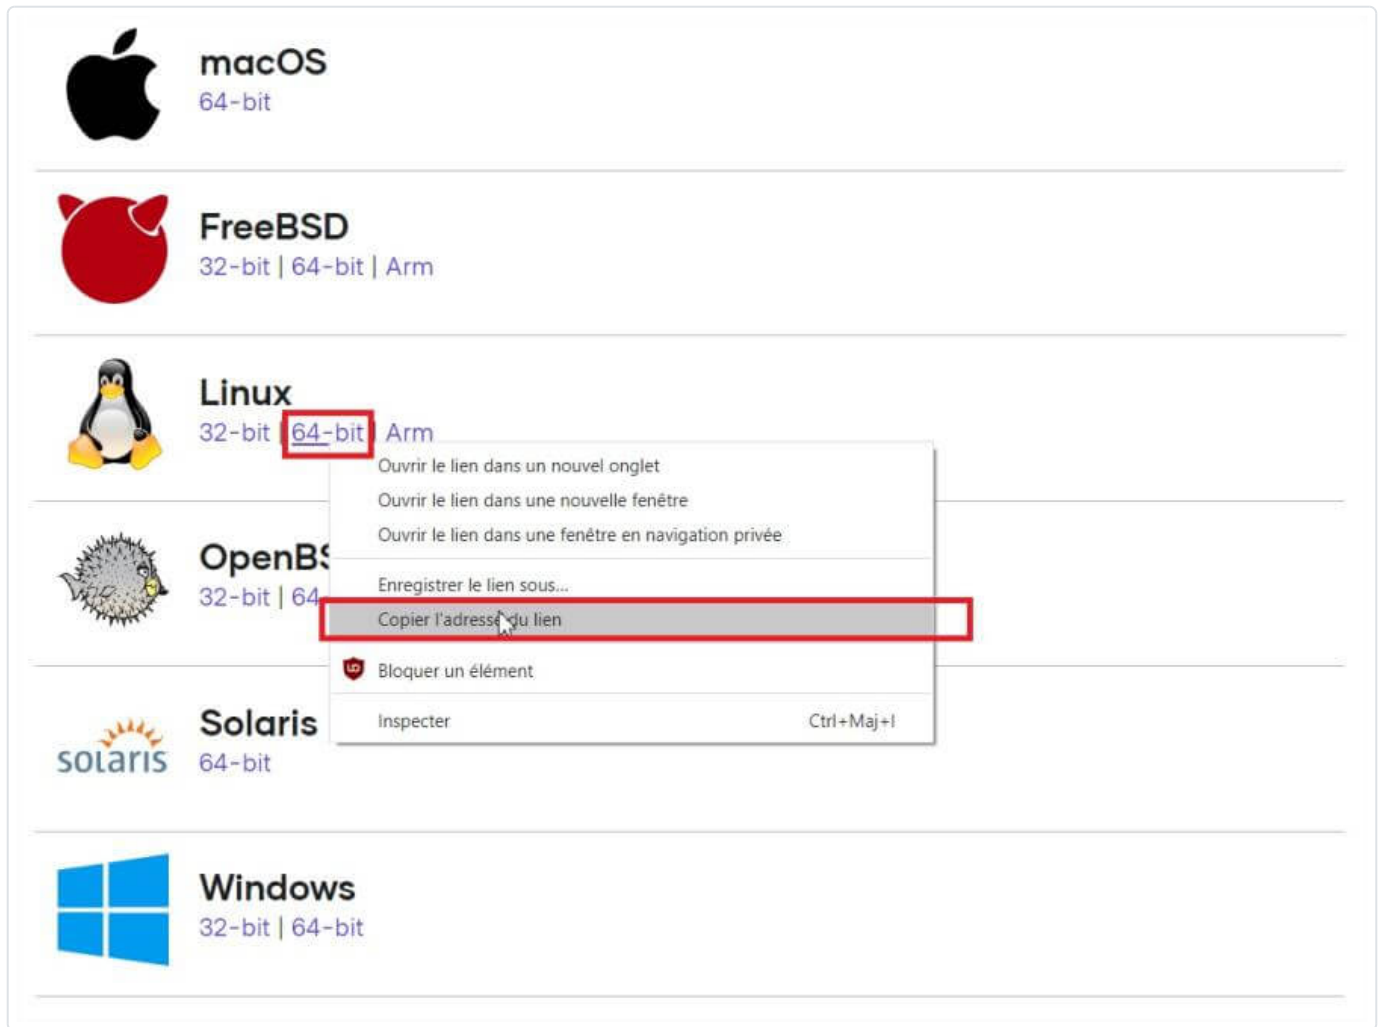 macOS
64-bit
FreeBSD
32-bit | 64-bit | Arm
Linux
32-bit | 64-bit | Arm
Ouvrir le lien dans un nouvel onglet
Ouvrir le lien dans une nouvelle fenêtre
Ouvrir le lien dans une fenêtre en navigation privée
OpenBS
32-bit | 64-
Enregistrer le lien sous...
Copier l'adresse du lien
Bloquer un élément
Inspecter Ctrl+Maj+I
Solaris
solaris
64-bit
Windows
32-bit | 64-bit